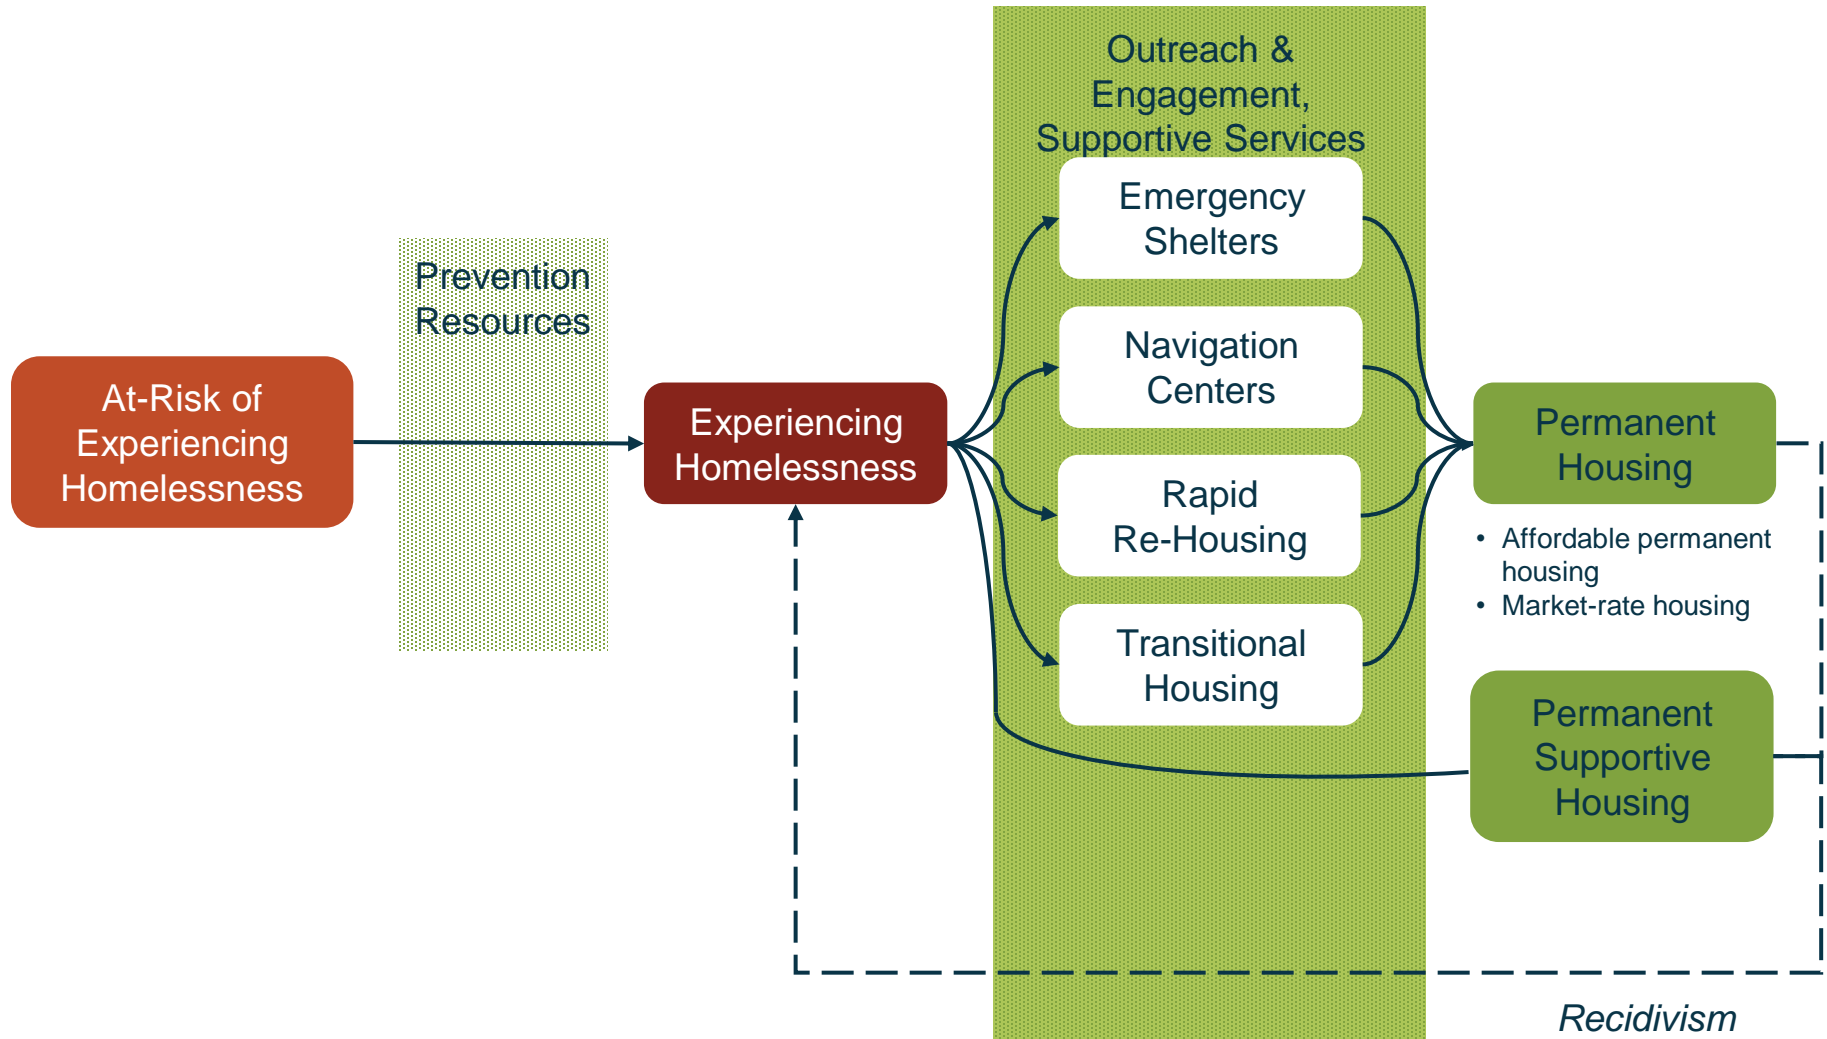 Outreach &
Engagement,
Supportive Services
Emergency
Shelters
Prevention
Resources
Navigation
Centers
At-Risk of
Experiencing
Homelessness
Experiencing
Homelessness
Permanent
Housing
Rapid
Re-Housing
• Affordable permanent
housing
• Market-rate housing
Transitional
Housing
Permanent
Supportive
Housing
Recidivism